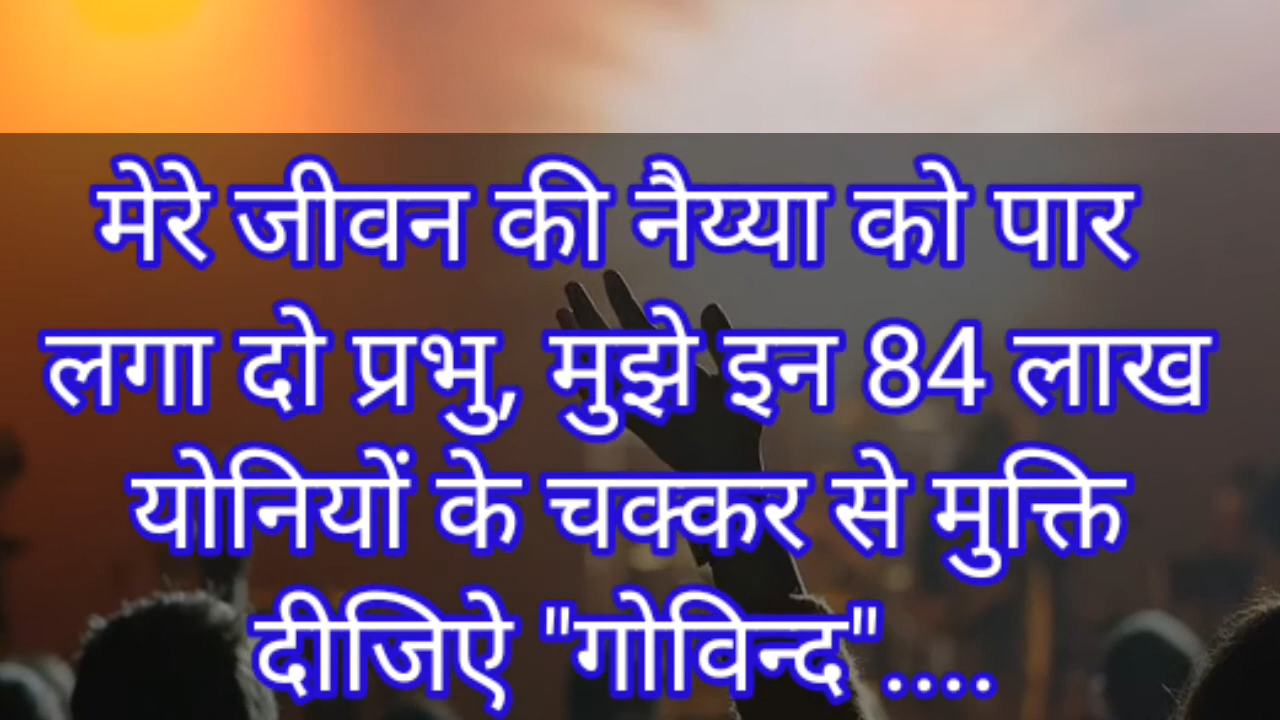 मेरे जीवन की नैय्या को पार
लगा दो प्रभु, मुझे इन 84 लाख
योनियों के चक्कर से मुक्ति
दीजिऐ "गोविन्द"....